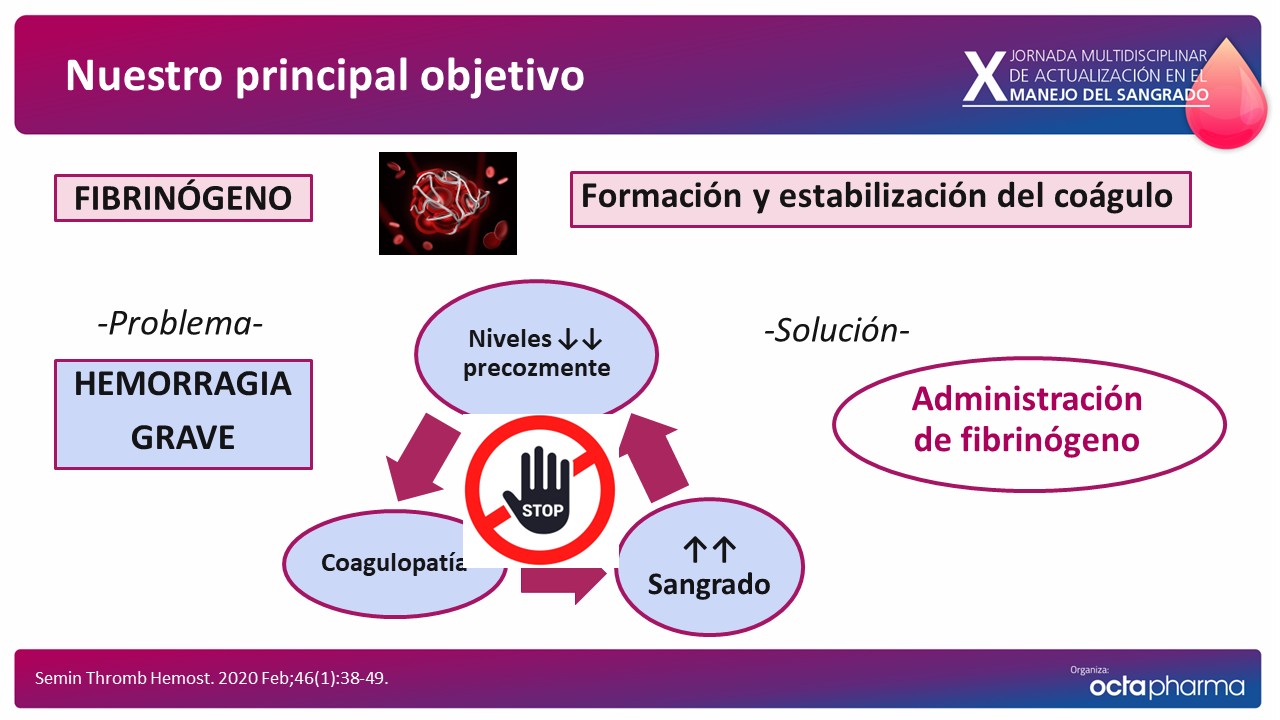 Nuestro principal objetivo
X JORNADA MULTIDISCIPLINAR
DE ACTUALIZACIÓN EN EL
MANEJO DEL SANGRADO
FIBRINÓGENO
Formación y estabilización del coágulo
-Problema-
HEMORRAGIA
GRAVE
Niveles ↓↓
precozmente
STOP
Coagulopatía
↑↑
Sangrado
-Solución-
Administración
de fibrinógeno
Semin Thromb Hemost. 2020 Feb;46(1):38-49.
Organiza:
octapharma